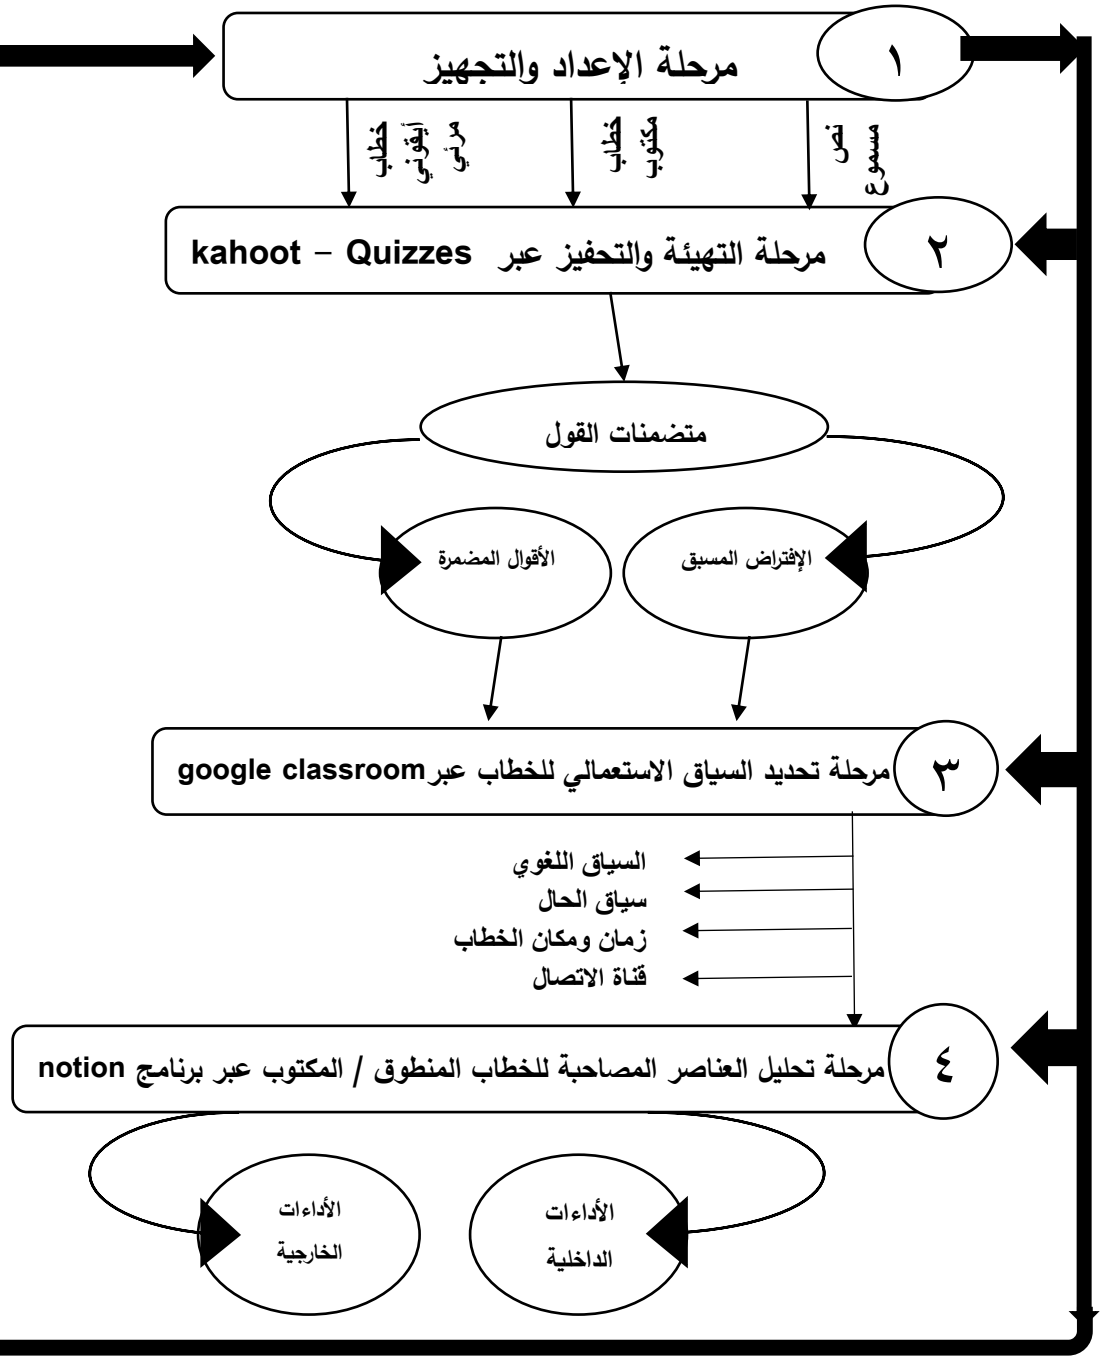 ١
مرحلة الإعداد والتجهيز
نص
مسموع
خطاب
مكتوب
خطاب
أيقوني
مرئي
٢
مرحلة التهيئة والتحفيز عبر kahoot – Quizzes
متضمنات القول
الإفتراض المسبق
الأقوال المضمرة
٣
مرحلة تحديد السياق الاستعمالي للخطاب عبر google classroom
السياق اللغوي
سياق الحال
زمان ومكان الخطاب
قناة الاتصال
٤
مرحلة تحليل العناصر المصاحبة للخطاب المنطوق / المكتوب عبر برنامج notion
الأداءات
الداخلية
الأداءات
الخارجية